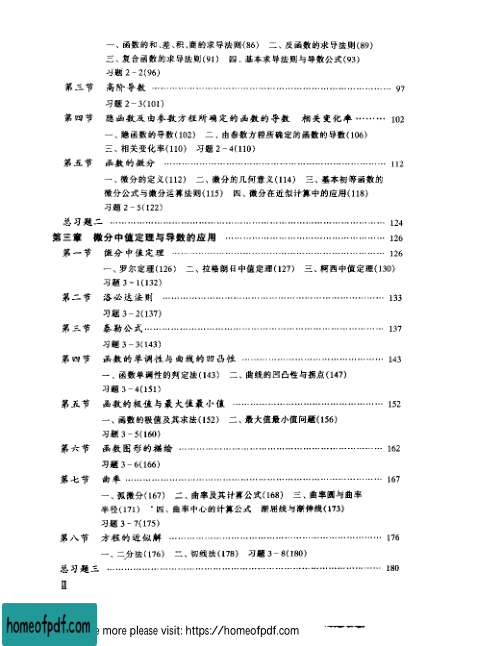 一、函数的和、差、积、商的求导法则(86) 二、反函数的求导法则(89)
三、复合函数的求导法则(91) 四、基本求导法则与导数公式(93)
习题 2-2(96)
第三节 高阶导数 …… 97
习题 2-3(101)
第四节 隐函数及由参数方程所确定的函数的导数 相关变化率 …… 102
一、隐函数的导数(102) 二、由参数方程所确定的函数的导数(106)
三、相关变化率(110) 习题 2-4(110)
第五节 函数的微分 …… 112
一、微分的定义(112) 二、微分的几何意义(114) 三、基本初等函数的
微分公式与微分运算法则(115) 四、微分在近似计算中的应用(118)
习题 2-5(122)
总习题二 …… 124
第三章 微分中值定理与导数的应用 …… 126
第一节 微分中值定理 …… 126
一、罗尔定理(126) 二、拉格朗日中值定理(127) 三、柯西中值定理(130)
习题 3-1(132)
第二节 洛必达法则 …… 133
习题 3-2(137)
第三节 泰勒公式 …… 137
习题 3-3(143)
第四节 函数的单调性与曲线的凹凸性 …… 143
一、函数单调性的判定法(143) 二、曲线的凹凸性与拐点(147)
习题 3-4(151)
第五节 函数的极值与最大值最小值 …… 152
一、函数的极值及其求法(152) 二、最大值最小值问题(156)
习题 3-5(160)
第六节 函数图形的描绘 …… 162
习题 3-6(166)
第七节 曲率 …… 167
一、弧微分(167) 二、曲率及其计算公式(168) 三、曲率圆与曲率
半径(171) *四、曲率中心的计算公式 渐屈线与渐伸线(173)
习题 3-7(175)
第八节 方程的近似解 …… 176
一、二分法(176) 二、切线法(178) 习题 3-8(180)
总习题三 …… 180
II
homeofpdf.com
more please visit: https://homeofpdf.com